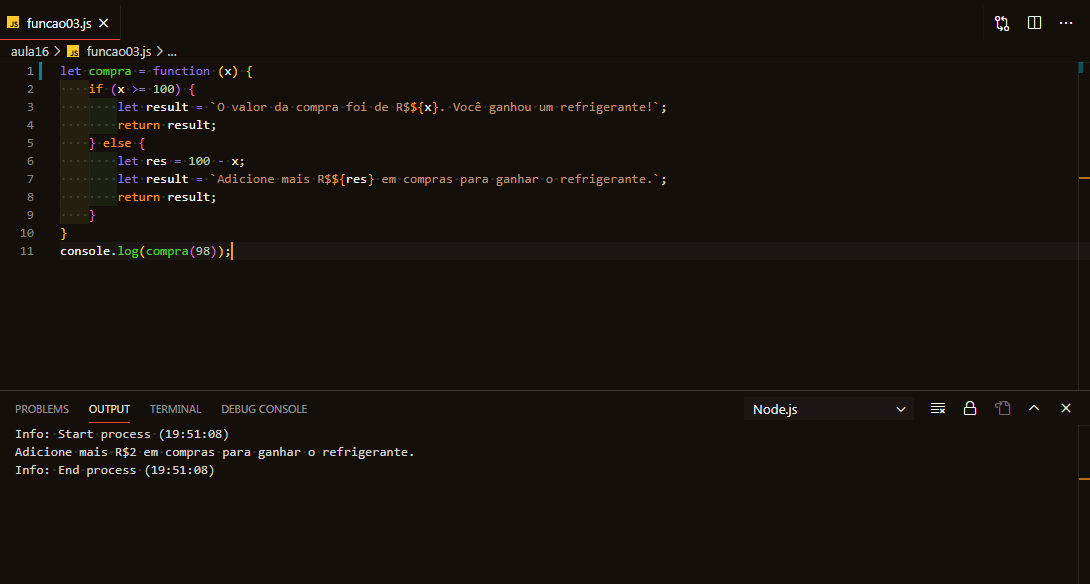 JS funcao03.js
aula16 > JS funcao03.js > ...
1 let compra = function (x) {
2     if (x >= 100) {
3         let result = `O valor da compra foi de R$${x}. Você ganhou um refrigerante!`;
4         return result;
5     } else {
6         let res = 100 - x;
7         let result = `Adicione mais R$${res} em compras para ganhar o refrigerante.`;
8         return result;
9     }
10 }
11 console.log(compra(98));
PROBLEMS OUTPUT TERMINAL DEBUG CONSOLE Node.js
Info: Start process (19:51:08)
Adicione mais R$2 em compras para ganhar o refrigerante.
Info: End process (19:51:08)